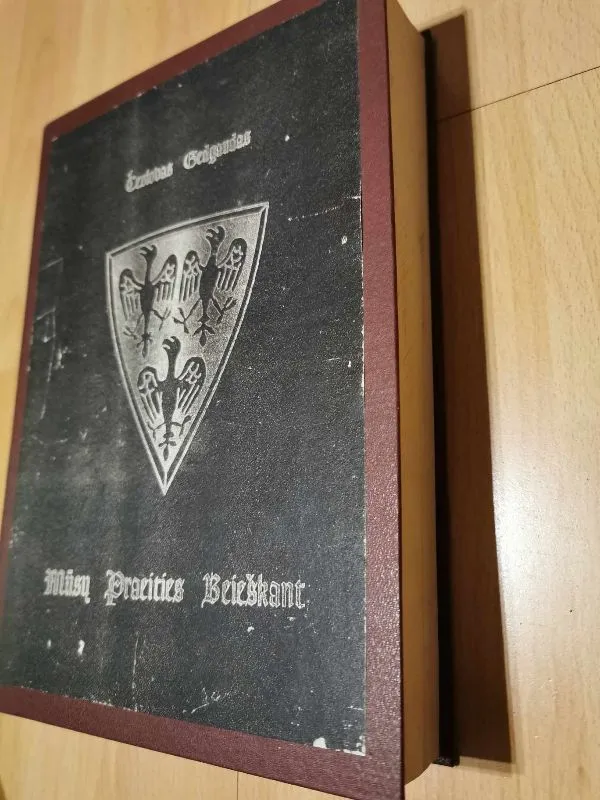 Česlovas Gedgaudas
Mūsų Praeities Beieškant